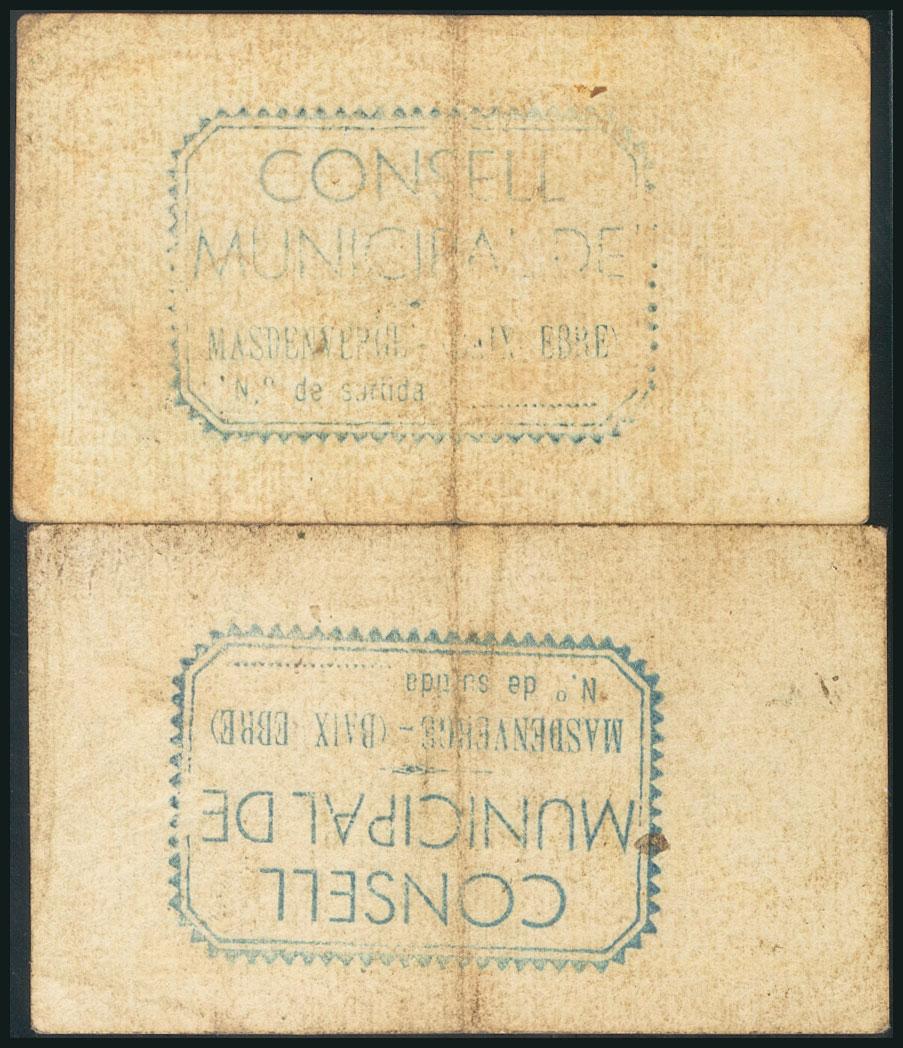 CONSELL
MUNICIPAL DE
MASDENVERGE - (BAIX EBRE)
N.º de sortida
CONSELL
MUNICIPAL DE
MASDENVERGE - (BAIX EBRE)
N.º de sortida